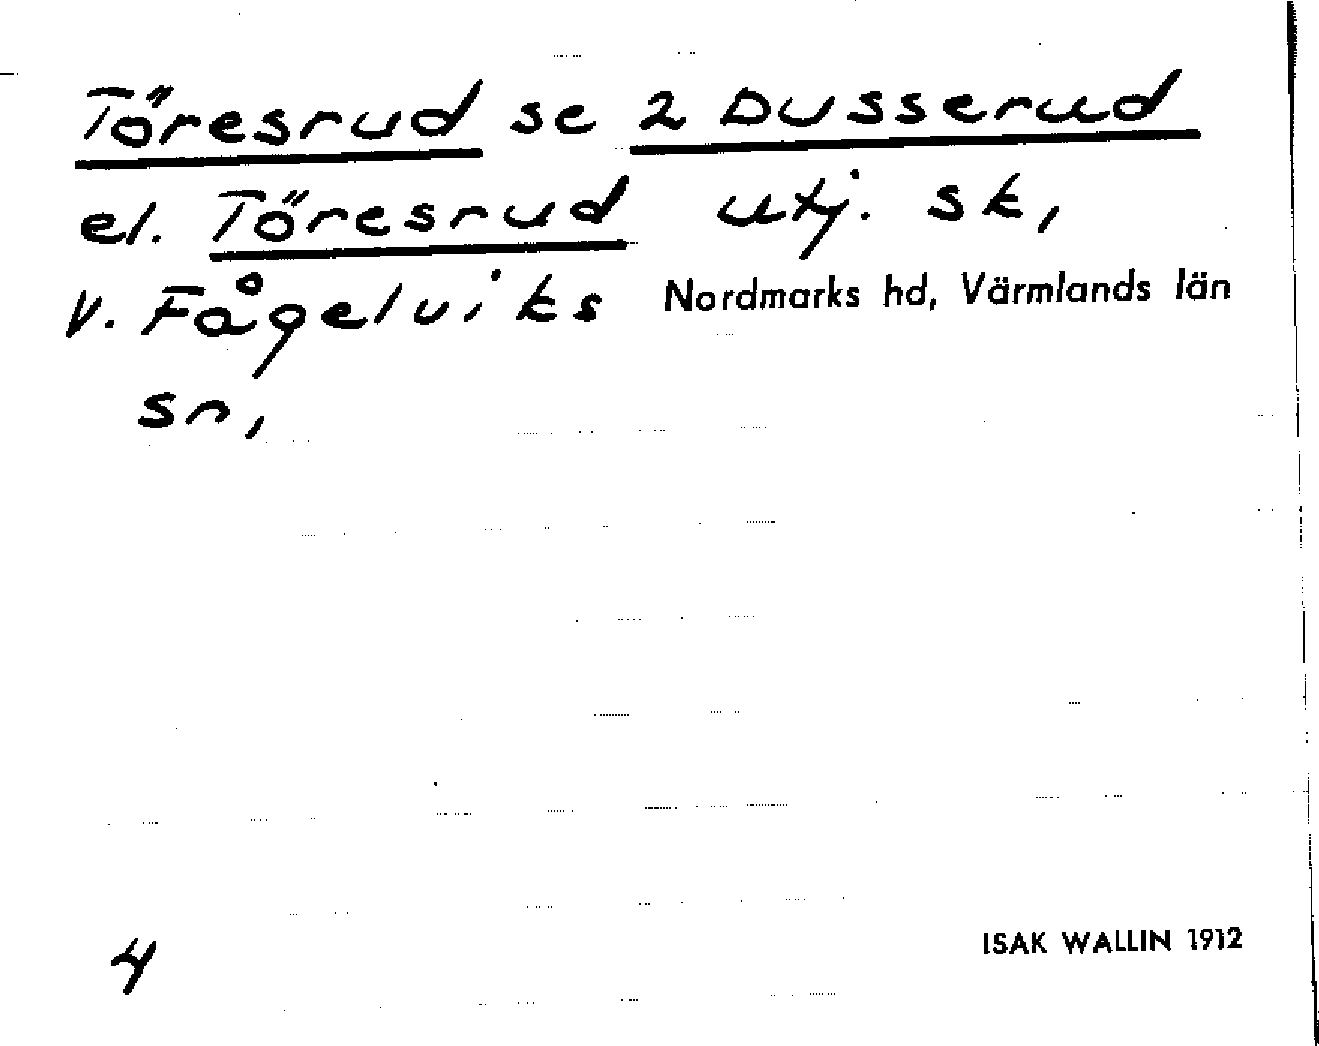 Töresrud se 2 Dusserud
el. Töresrud utj. sk,
V. Fågelviks Nordmarks hd, Värmlands län
sn,
4
ISAK WALLIN 1912